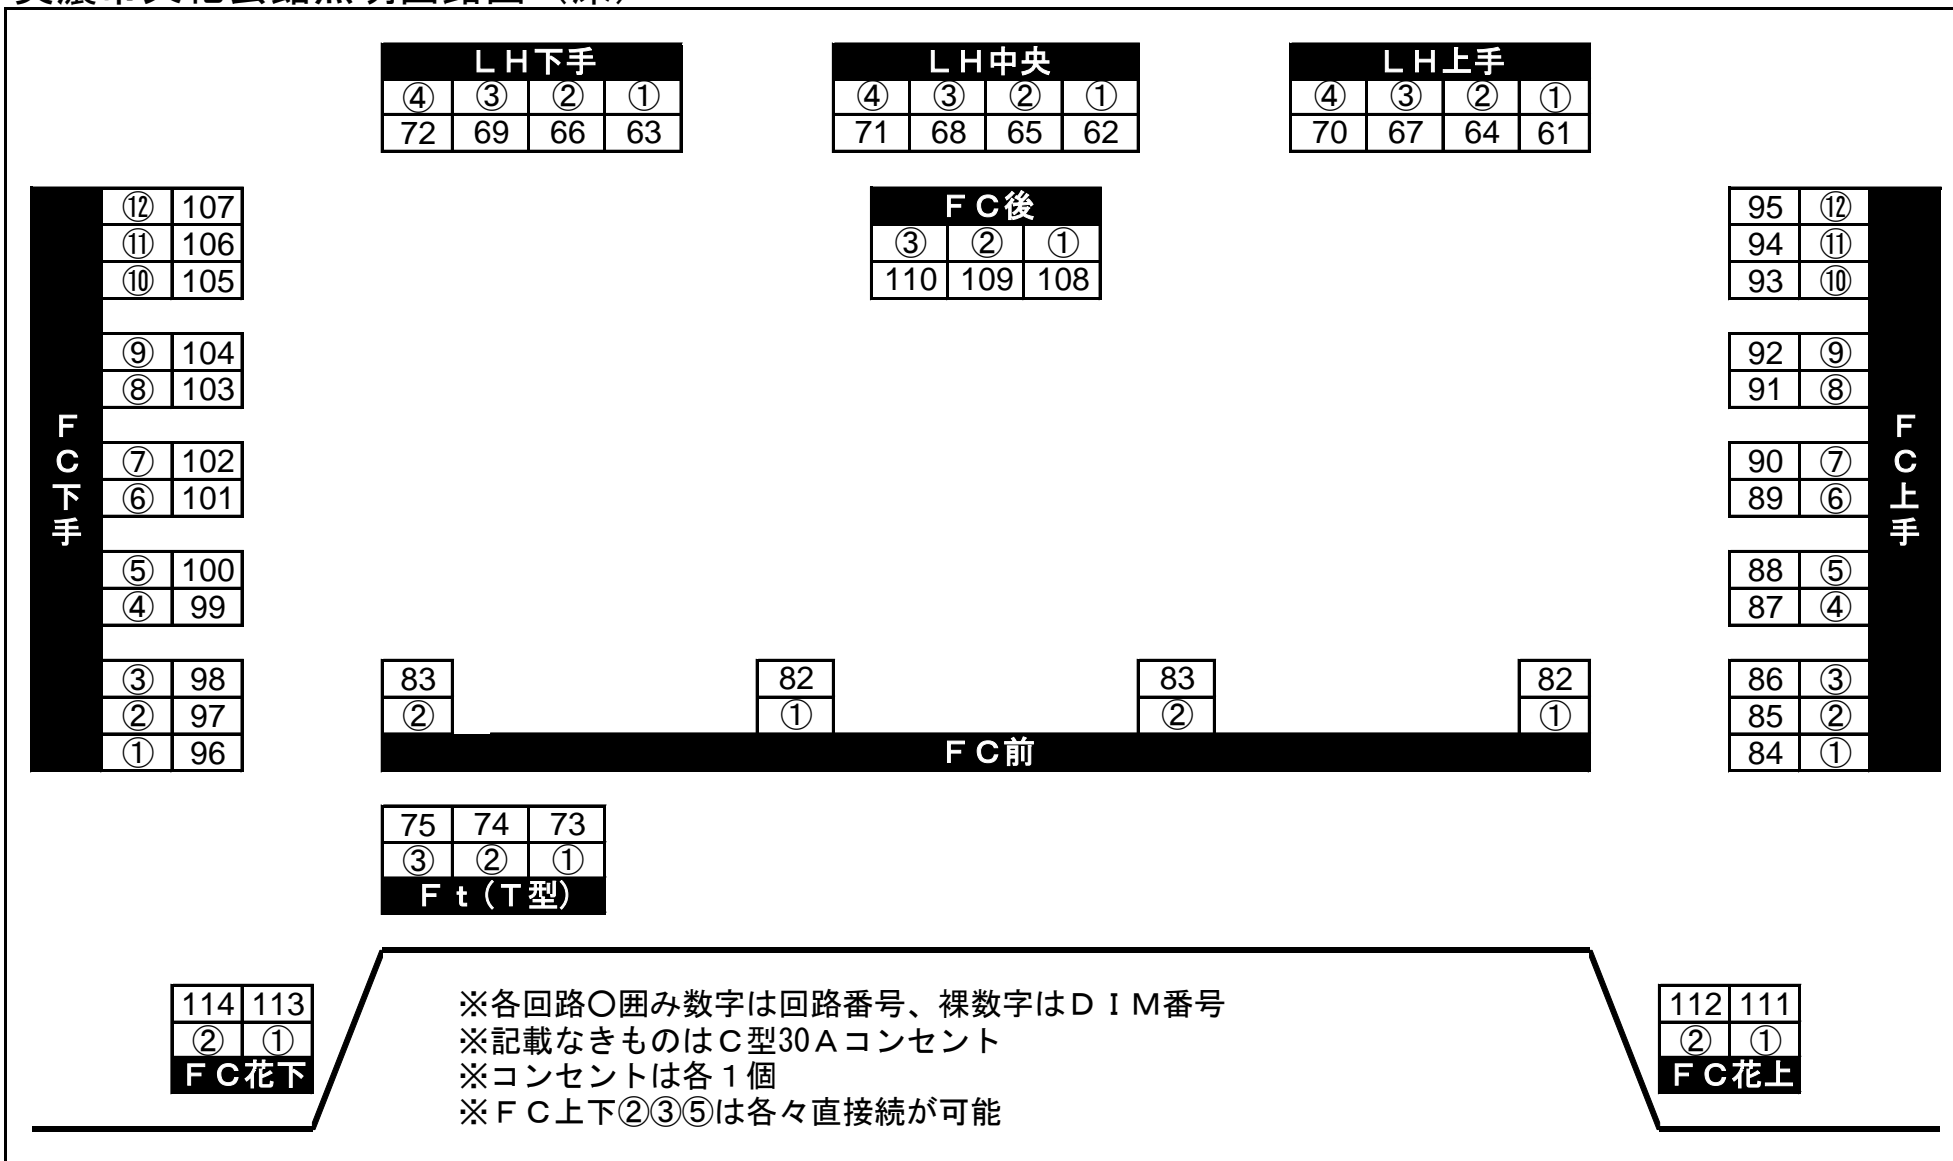 ＬＨ下手 ＬＨ中央 ＬＨ上手
④ ③ ② ① ④ ③ ② ① ④ ③ ② ①
72 69 66 63 71 68 65 62 70 67 64 61
ＦＣ後
③ ② ①
110 109 108
ＦＣ下手
⑫ 107
⑪ 106
⑩ 105
⑨ 104
⑧ 103
⑦ 102
⑥ 101
⑤ 100
④ 99
③ 98
② 97
① 96
95 ⑫
94 ⑪
93 ⑩
92 ⑨
91 ⑧
90 ⑦
89 ⑥
88 ⑤
87 ④
86 ③
85 ②
84 ①
ＦＣ上手
83 82 83 82
② ① ② ①
ＦＣ前
75 74 73
③ ② ①
Ｆｔ（Ｔ型）
114 113
② ①
ＦＣ花下
※各回路〇囲み数字は回路番号、裸数字はＤＩＭ番号
※記載なきものはＣ型30Ａコンセント
※コンセントは各１個
※ＦＣ上下②③⑤は各々直接続が可能
112 111
② ①
ＦＣ花上